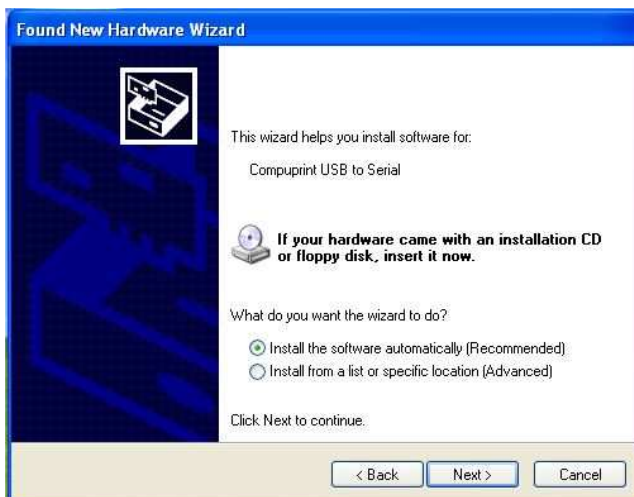 Found New Hardware Wizard
This wizard helps you install software for:
Compuprint USB to Serial
If your hardware came with an installation CD
or floppy disk, insert it now.
What do you want the wizard to do?
Install the software automatically (Recommended)
Install from a list or specific location (Advanced)
Click Next to continue.
< Back Next > Cancel